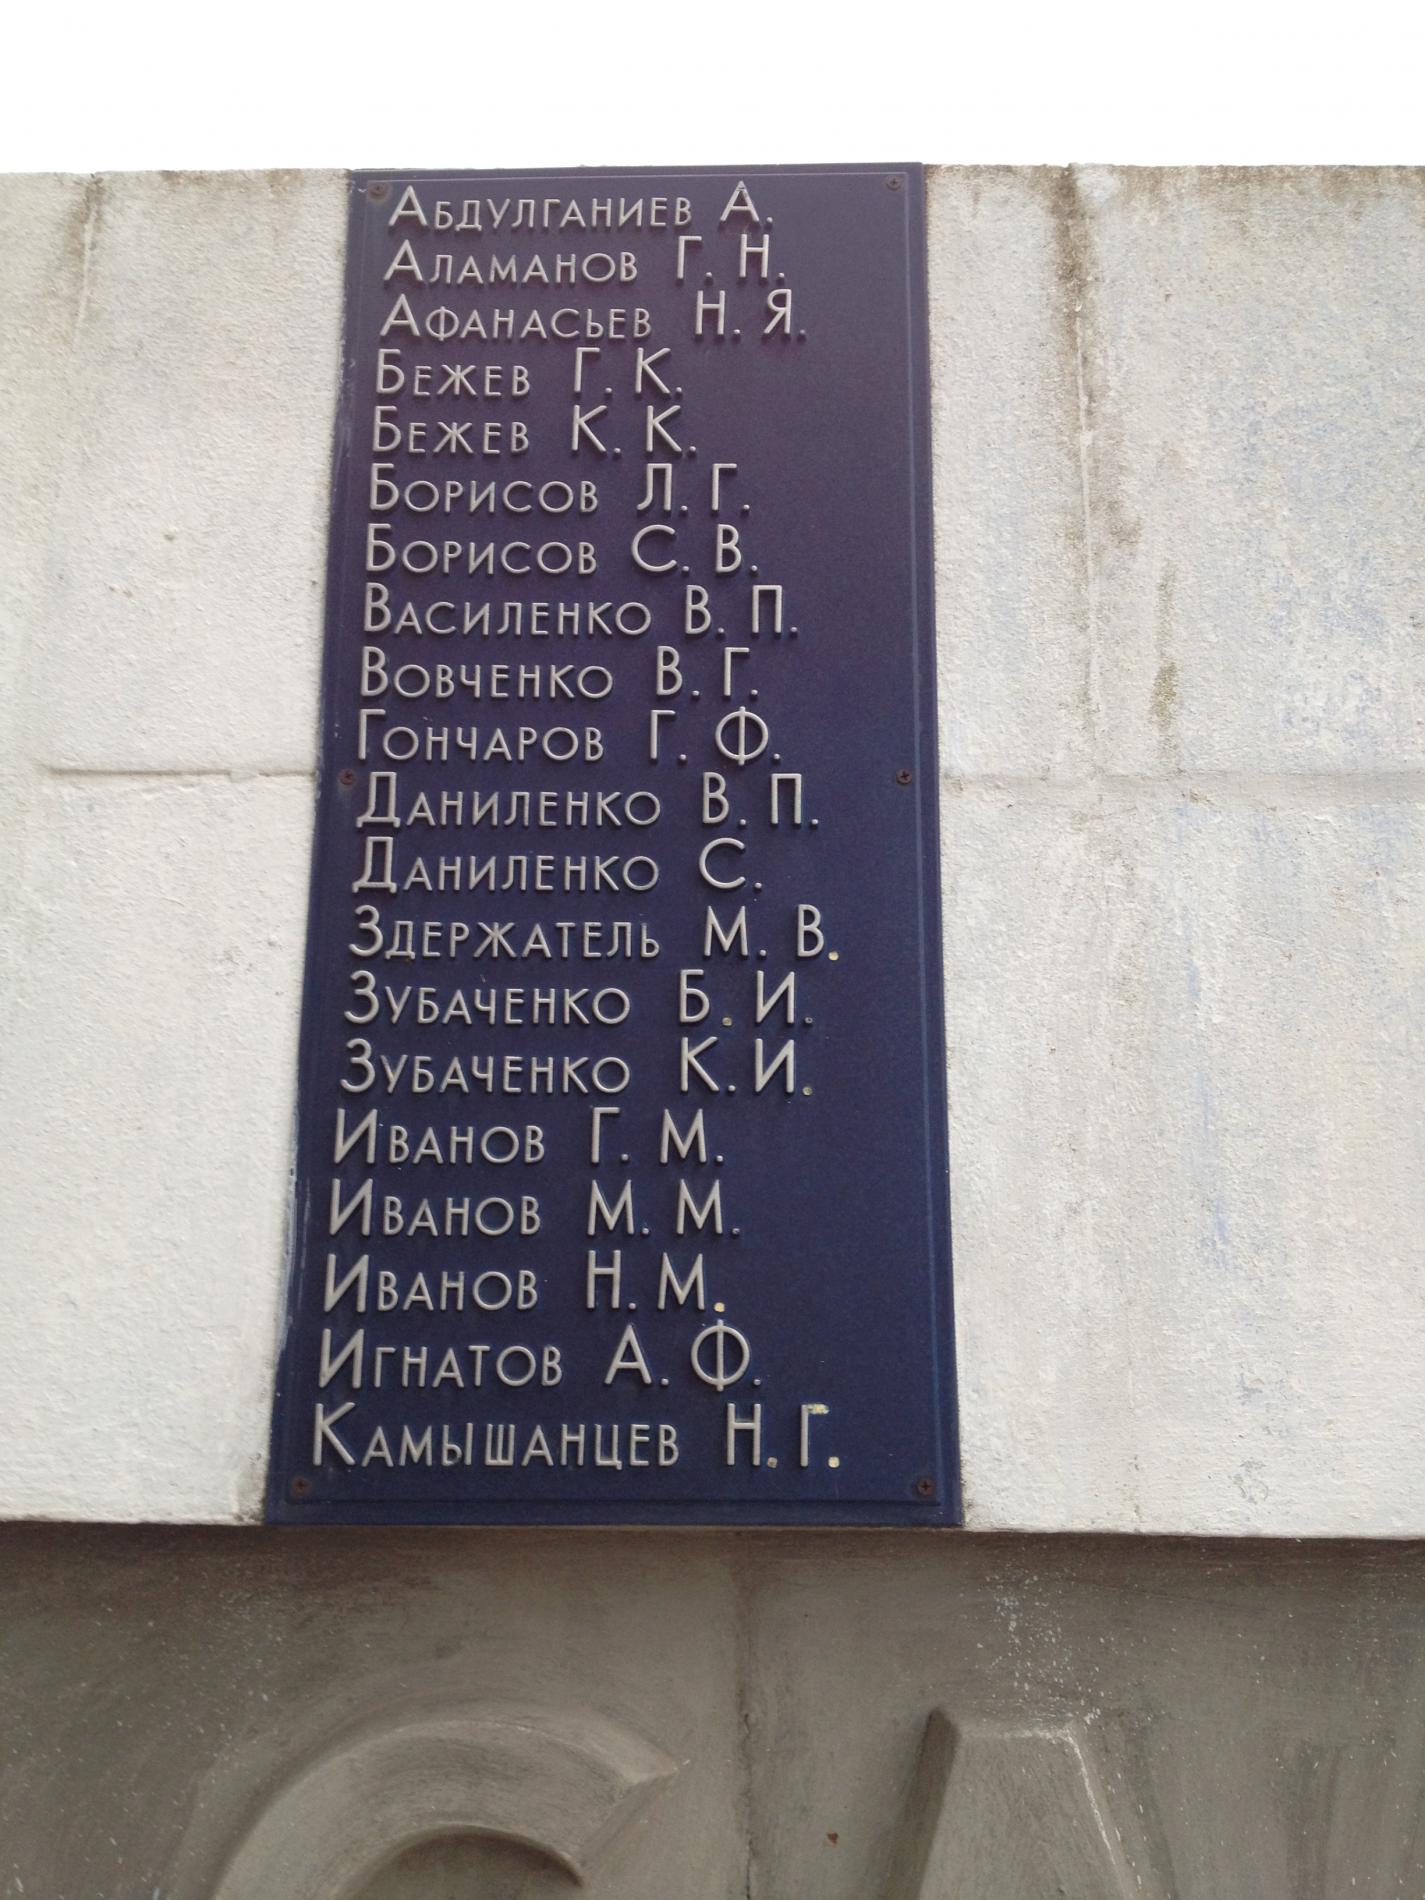 Абдулганиев А.
Аламанов Г. Н.
Афанасьев Н. Я.
Бежев Г. К.
Бежев К. К.
Борисов Л. Г.
Борисов С. В.
Василенко В. П.
Вовченко В. Г.
Гончаров Г. Ф.
Даниленко В. П.
Даниленко С.
Здержатель М. В.
Зубаченко Б. И.
Зубаченко К. И.
Иванов Г. М.
Иванов М. М.
Иванов Н. М.
Игнатов А. Ф.
Камышанцев Н. Г.